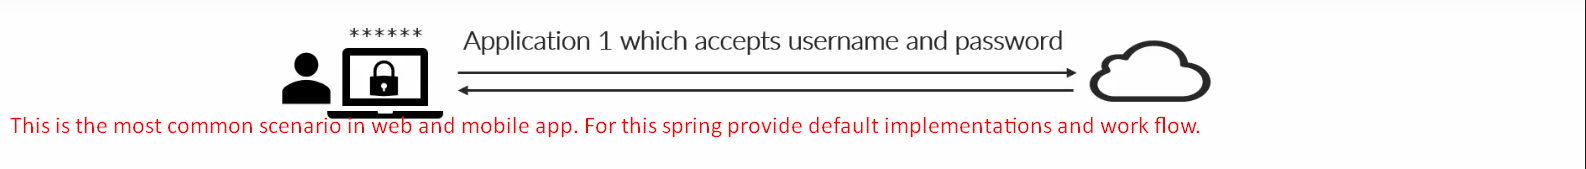 ******
Application 1 which accepts username and password
This is the most common scenario in web and mobile app. For this spring provide default implementations and work flow.